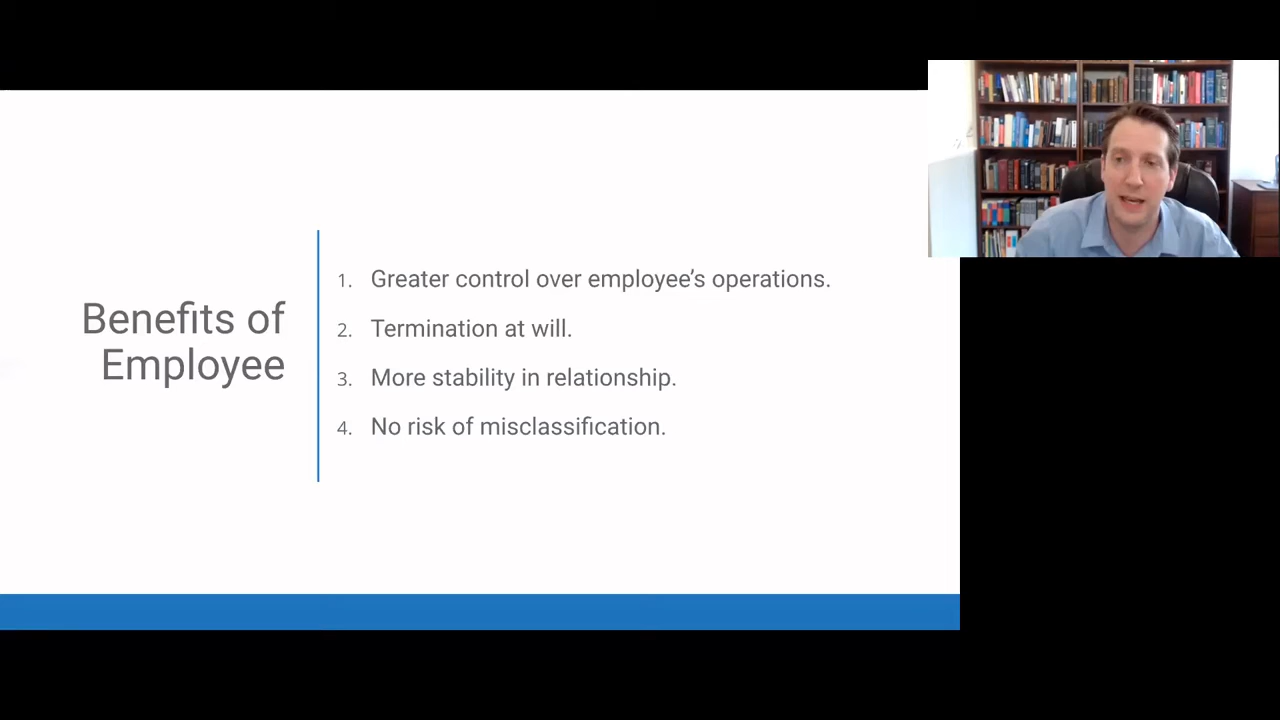 Benefits of
Employee
1. Greater control over employee’s operations.
2. Termination at will.
3. More stability in relationship.
4. No risk of misclassification.